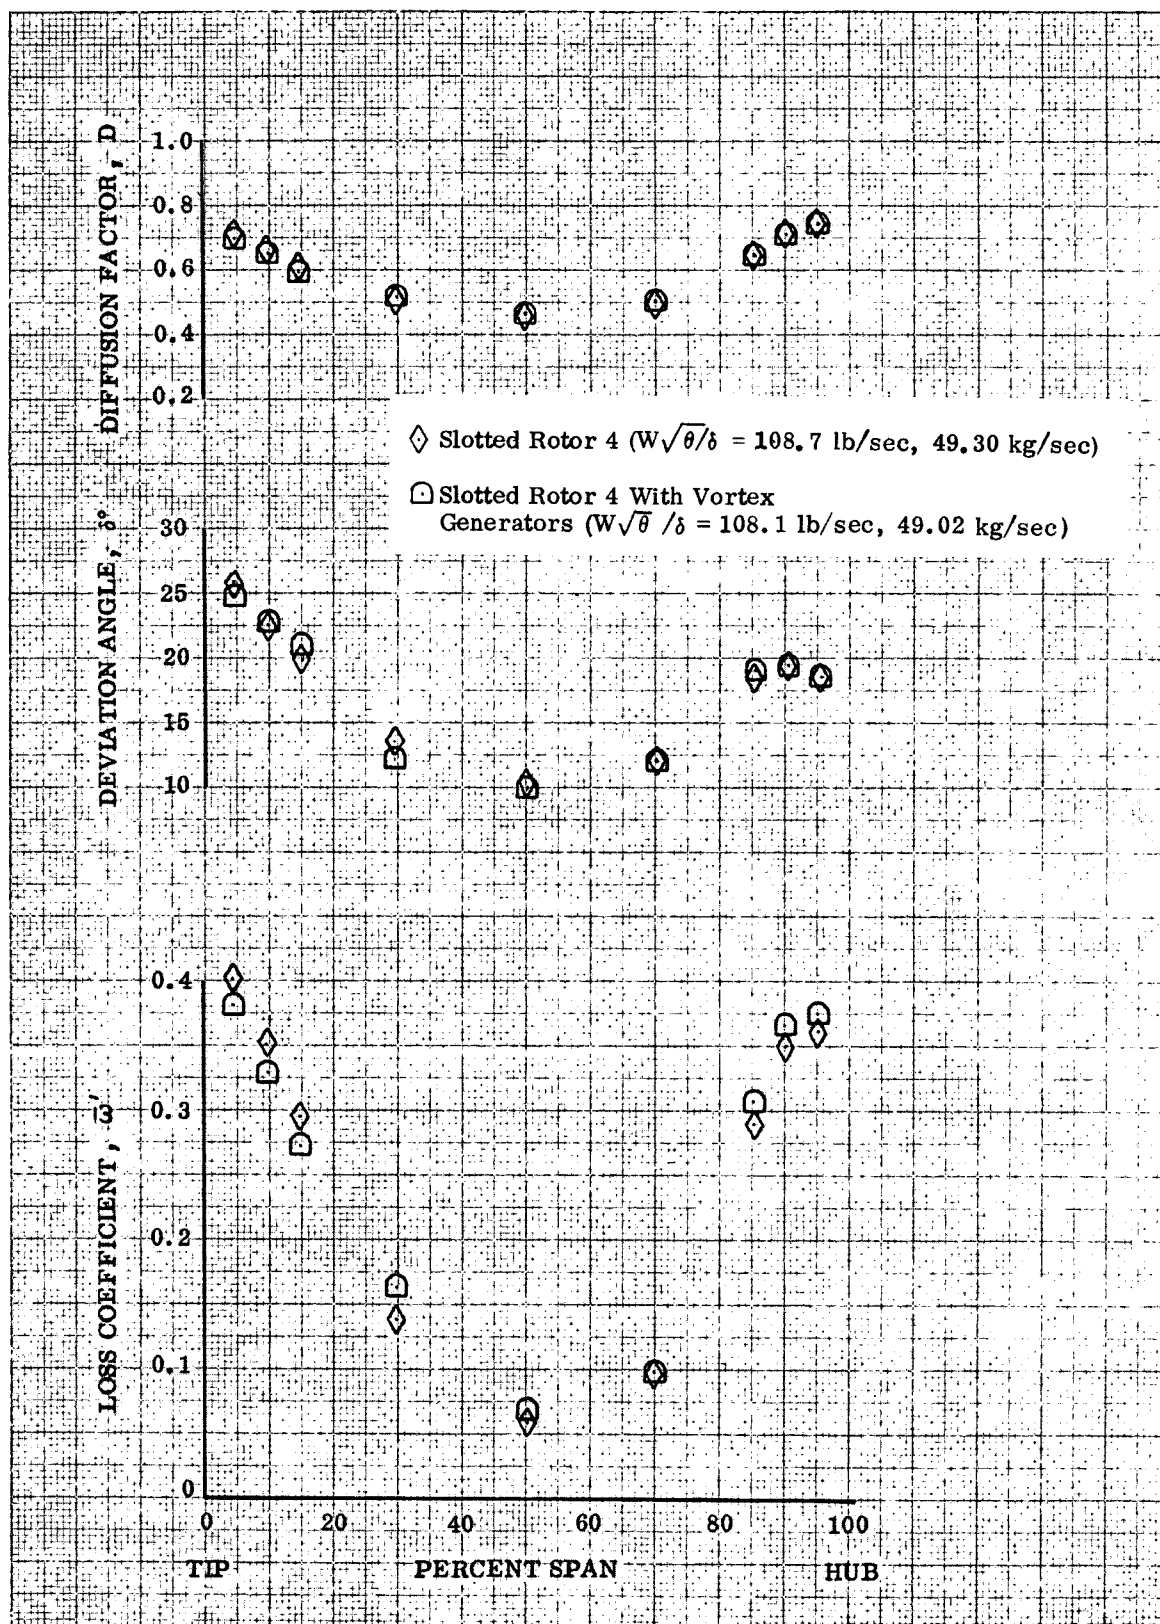 DIFFUSION FACTOR, D
1.0
0.8
0.6
0.4
0.2
Slotted Rotor 4 (W√θ/δ = 108.7 lb/sec, 49.30 kg/sec)
Slotted Rotor 4 With Vortex
Generators (W√θ /δ = 108.1 lb/sec, 49.02 kg/sec)
DEVIATION ANGLE, δ°
30
25
20
15
10
LOSS COEFFICIENT, ω̅'
0.4
0.3
0.2
0.1
0
0 20 40 60 80 100
TIP PERCENT SPAN HUB